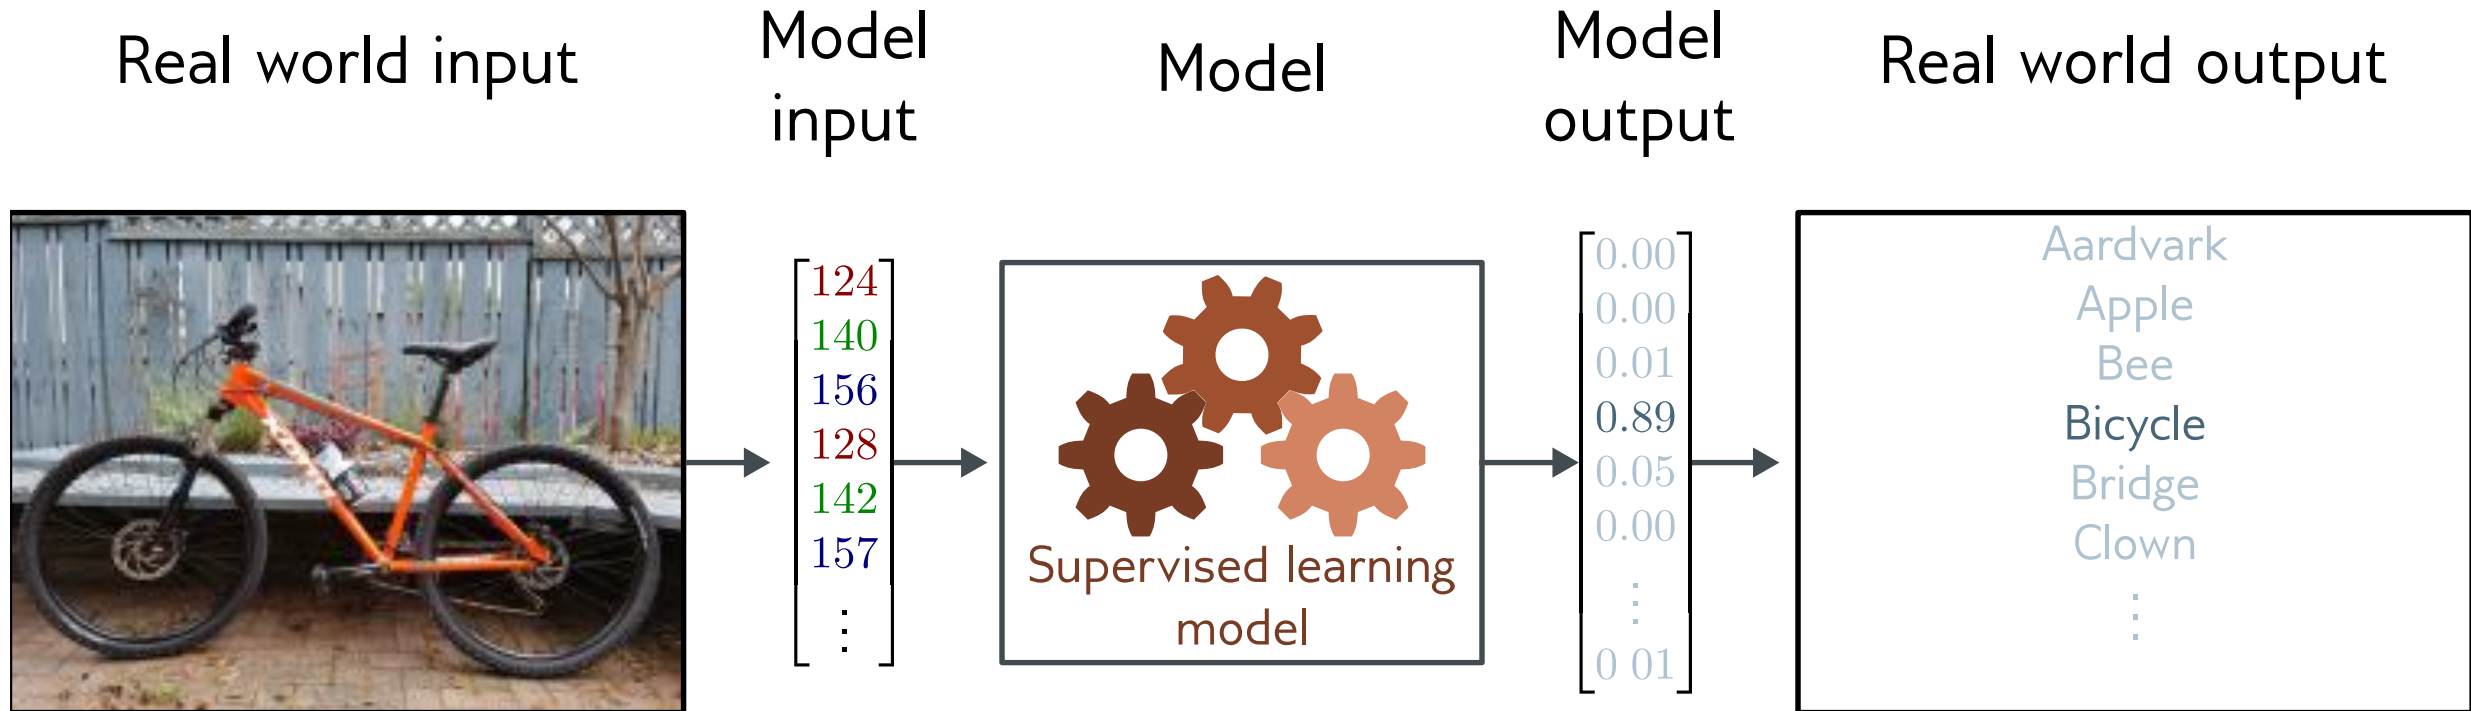 Real world input
Model
input
Model
Model
output
Real world output
124
140
156
128
142
157
⋮
Supervised learning
model
0.00
0.00
0.01
0.89
0.05
0.00
⋮
0 01
Aardvark
Apple
Bee
Bicycle
Bridge
Clown
⋮